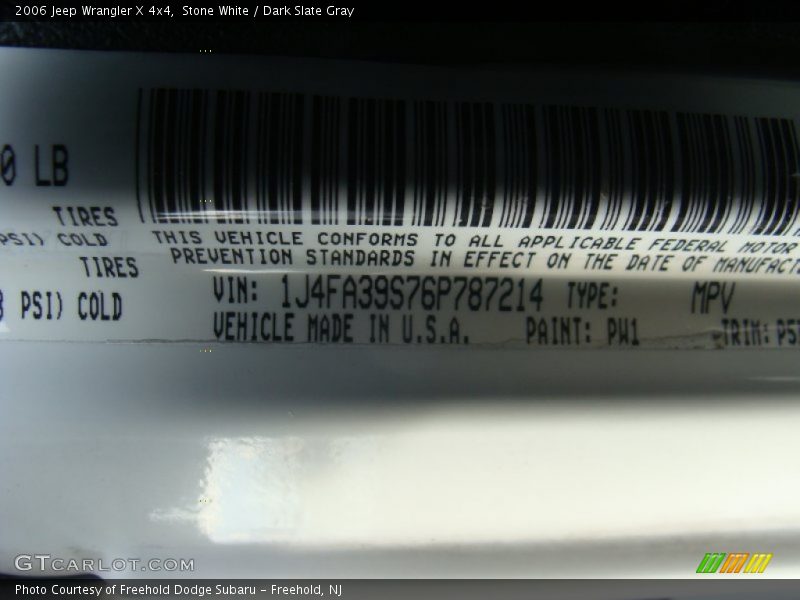 2006 Jeep Wrangler X 4x4,  Stone White / Dark Slate Gray
0 LB
TIRES
PSI) COLD
TIRES
PSI) COLD
THIS VEHICLE CONFORMS TO ALL APPLICABLE FEDERAL MOTOR
PREVENTION STANDARDS IN EFFECT ON THE DATE OF MANUFACT
VIN: 1J4FA39S76P787214 TYPE: MPV
VEHICLE MADE IN U.S.A. PAINT: PW1 TRIM:
GTCARLOT.COM
Photo Courtesy of Freehold Dodge Subaru - Freehold, NJ